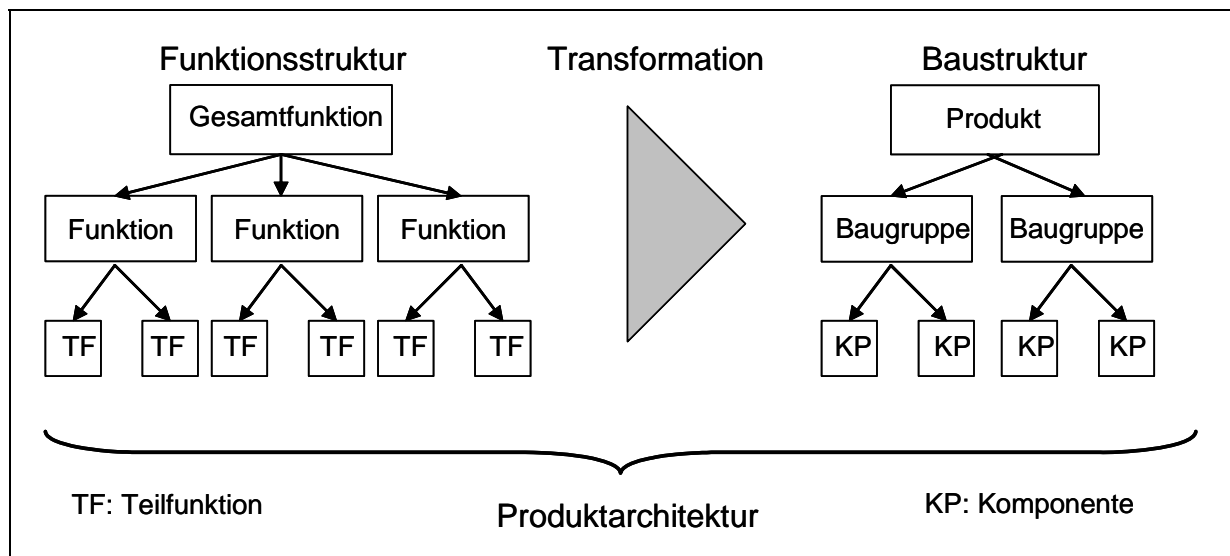 Funktionsstruktur Transformation Baustruktur
Gesamtfunktion Produkt
Funktion Funktion Funktion Baugruppe Baugruppe
TF TF TF TF TF TF KP KP KP KP
TF: Teilfunktion KP: Komponente
Produktarchitektur